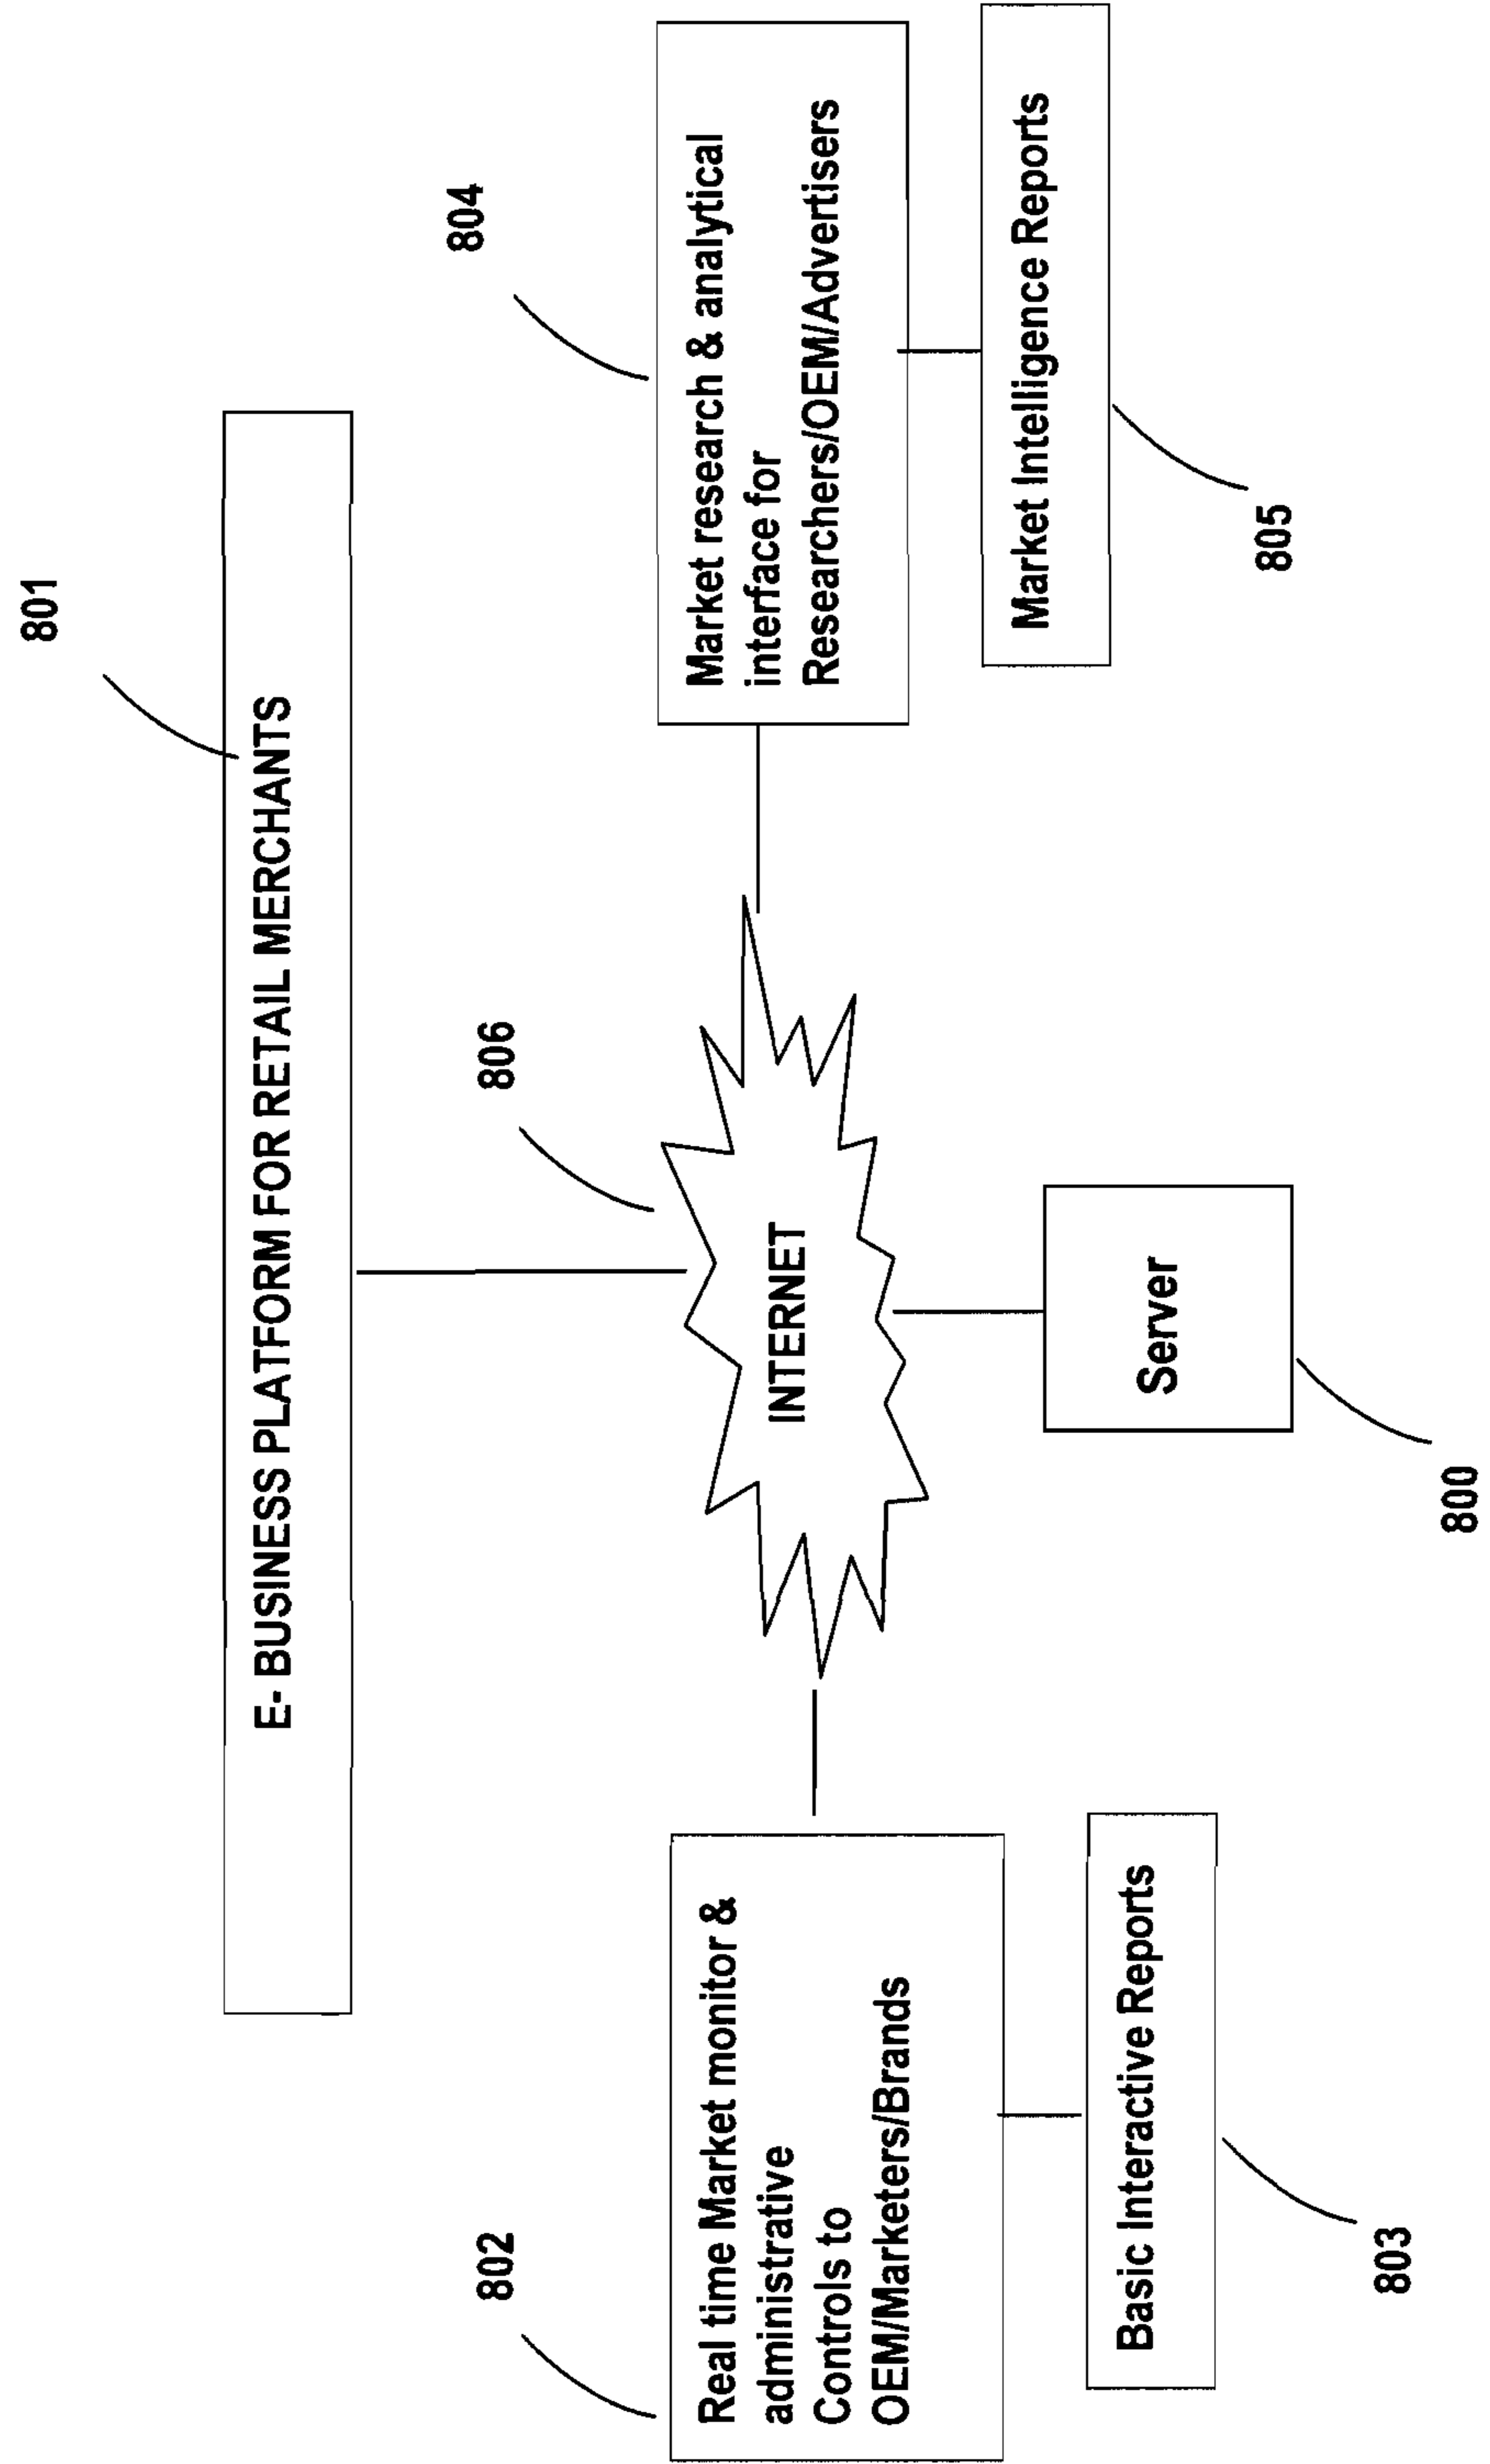 801
E- BUSINESS PLATFORM FOR RETAIL MERCHANTS
802
Real time Market monitor &
administrative
Controls to
OEM/Marketers/Brands
Basic Interactive Reports
803
806
INTERNET
Server
800
804
Market research & analytical
interface for
Researchers/OEM/Advertisers
Market Intelligence Reports
805